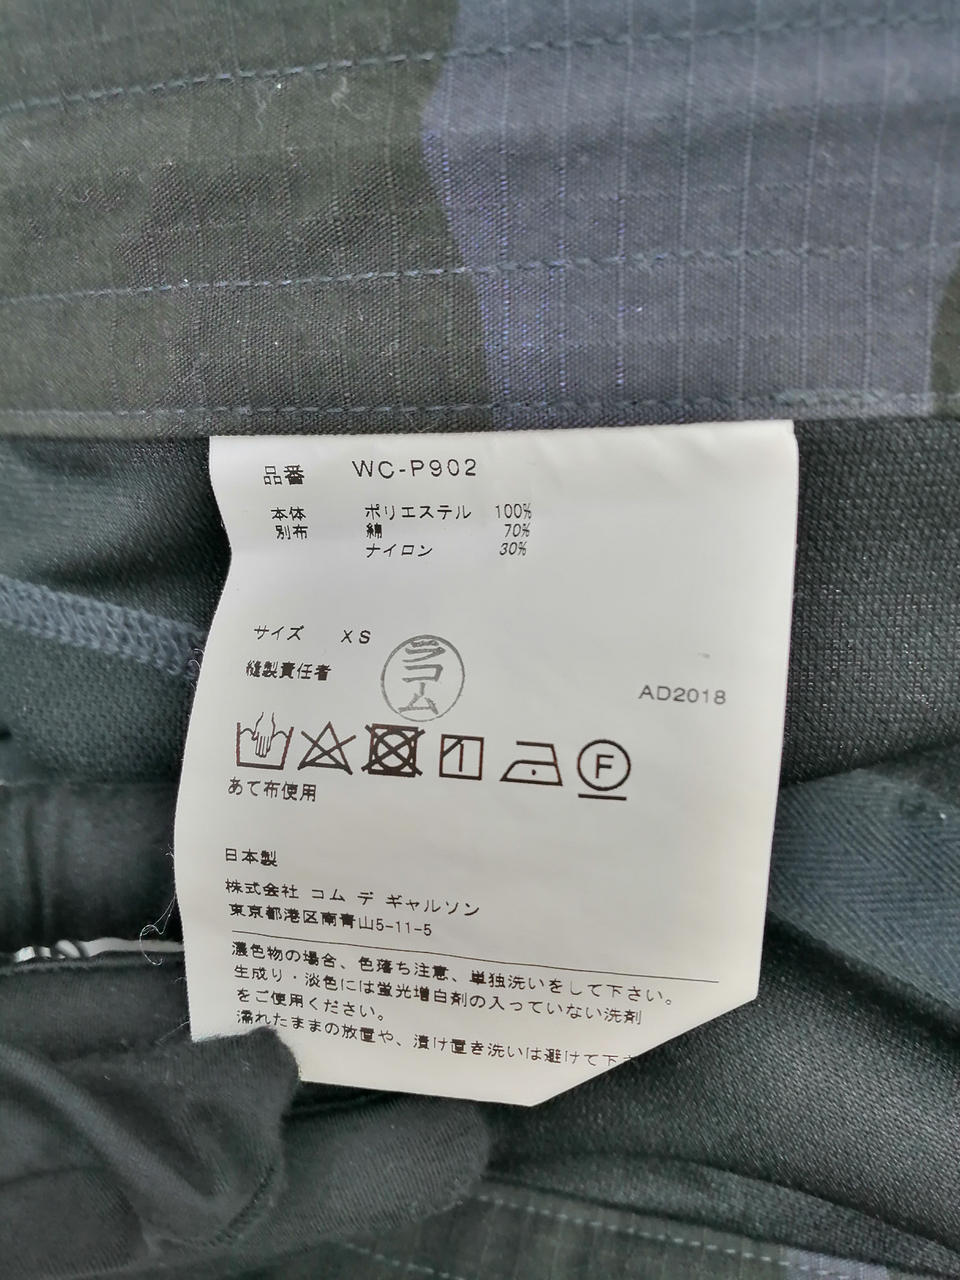 品番 WC-P902
本体 ポリエステル 100%
別布 綿 70%
ナイロン 30%
サイズ XS
縫製責任者 ラコーム
AD2018
F
あて布使用
日本製
株式会社 コム デ ギャルソン
東京都港区南青山5-11-5
濃色物の場合、色落ち注意、単独洗いをして下さい。
生成り・淡色には蛍光増白剤の入っていない洗剤
をご使用ください。
濡れたままの放置や、漬け置き洗いは避けて下さ